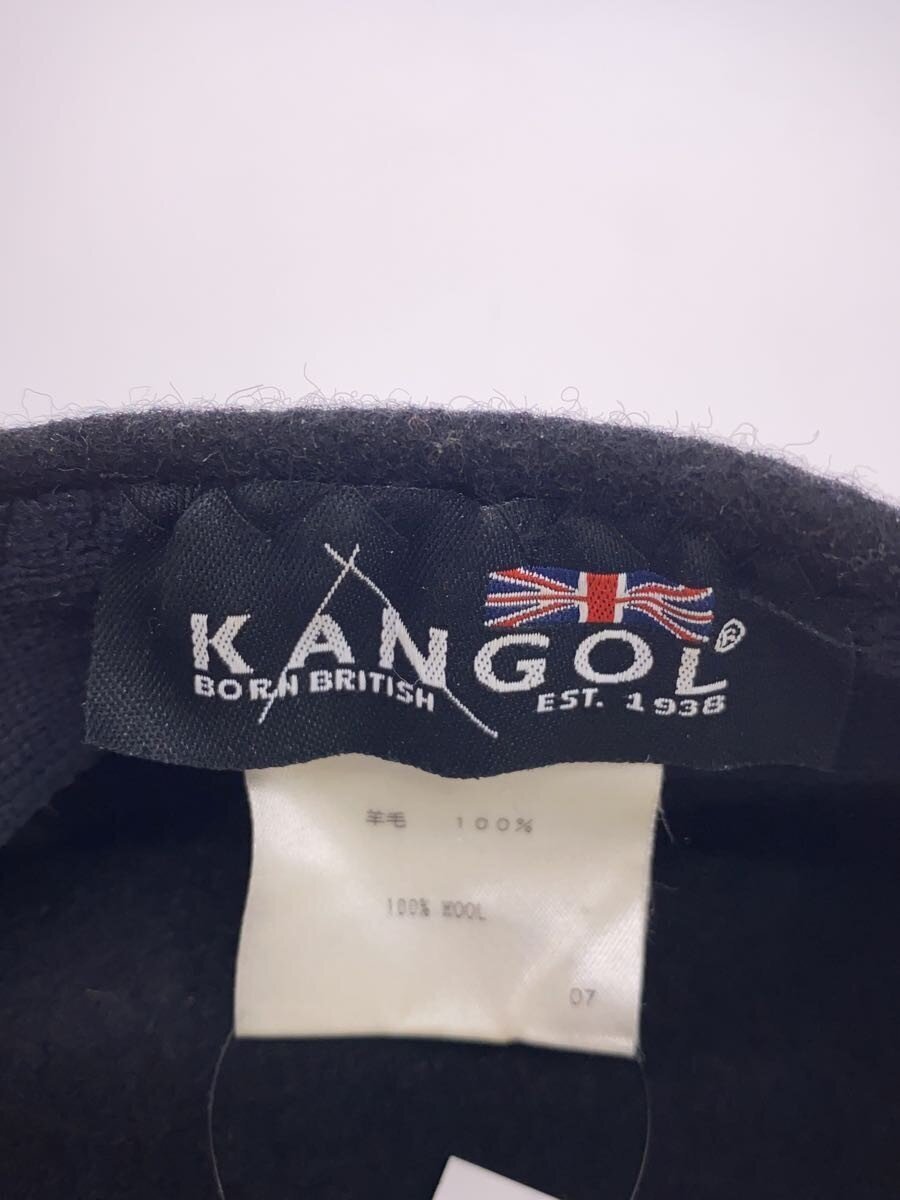 KANGOL®
BORN BRITISH EST. 1938
羊毛 100%
100% WOOL
07